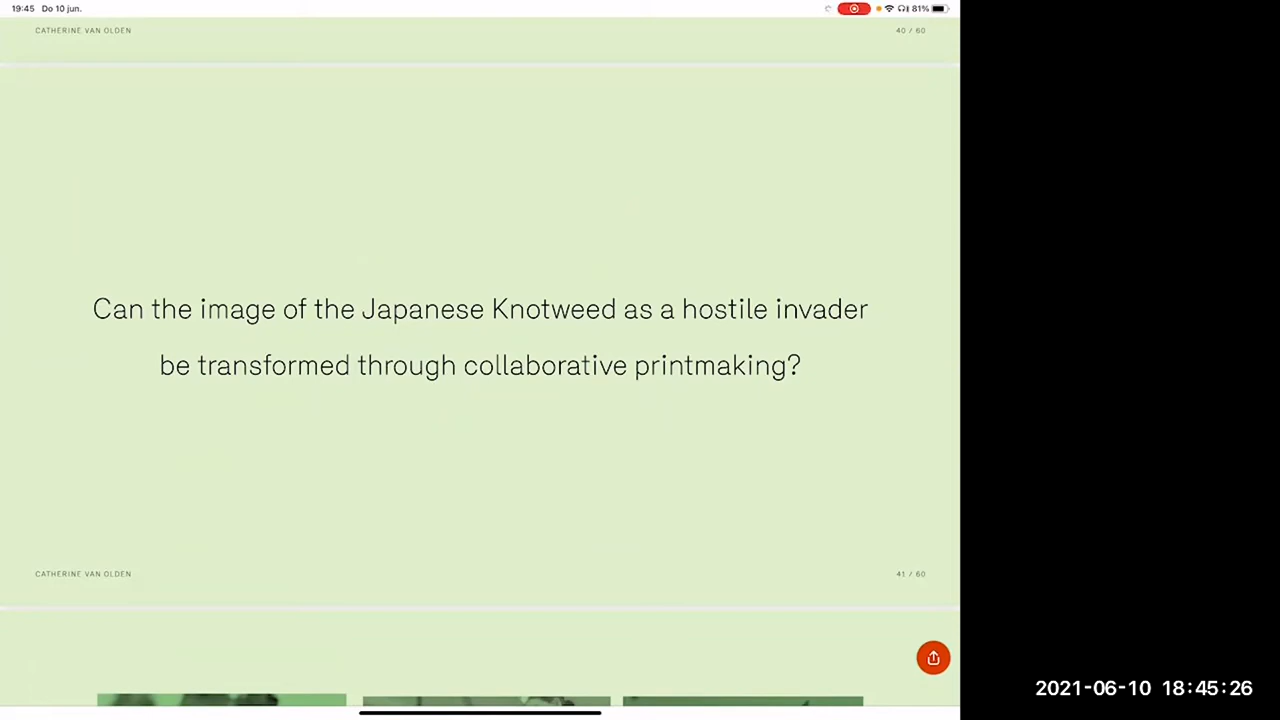 19:45 Do 10 jun.
81%
CATHERINE VAN OLDEN
40 / 60
Can the image of the Japanese Knotweed as a hostile invader
be transformed through collaborative printmaking?
CATHERINE VAN OLDEN
41 / 60
2021-06-10 18:45:26